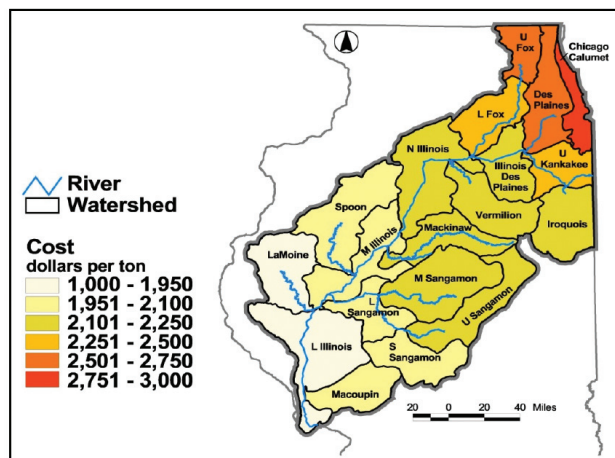 U
Fox
Chicago
Calumet
Des
Plaines
L Fox
N Illinois
U
Kankakee
Illinois
Des
Plaines
River
Watershed
Spoon
M Illinois
Vermilion
Iroquois
Mackinaw
Cost
dollars per ton
1,000 - 1,950
1,951 - 2,100
2,101 - 2,250
2,251 - 2,500
2,501 - 2,750
2,751 - 3,000
LaMoine
M Sangamon
L
Sangamon
U Sangamon
L Illinois
S
Sangamon
Macoupin
20 0 20 40 Miles